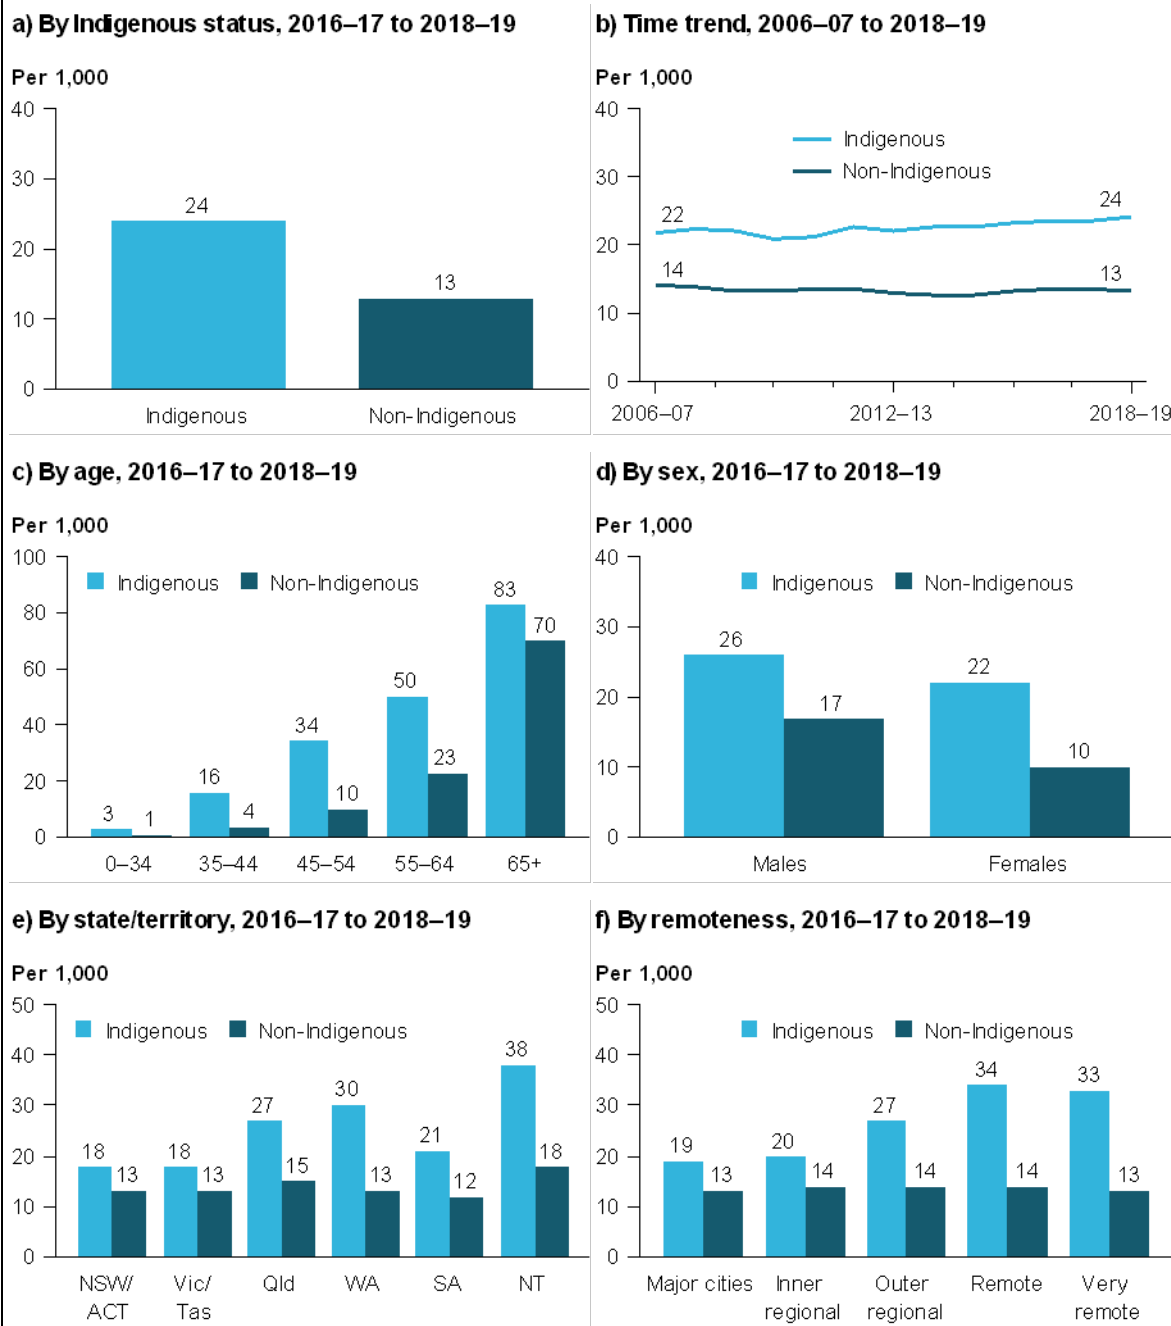 a) By Indigenous status, 2016–17 to 2018–19
Per 1,000
40
30
20
10
0
24
13
Indigenous
Non-Indigenous
b) Time trend, 2006–07 to 2018–19
Per 1,000
40
30
20
10
0
Indigenous
Non-Indigenous
22
24
14
13
2006–07
2012–13
2018–19
c) By age, 2016–17 to 2018–19
Per 1,000
100
80
60
40
20
0
Indigenous
Non-Indigenous
3
1
16
4
34
10
50
23
83
70
0–34
35–44
45–54
55–64
65+
d) By sex, 2016–17 to 2018–19
Per 1,000
40
30
20
10
0
Indigenous
Non-Indigenous
26
17
22
10
Males
Females
e) By state/territory, 2016–17 to 2018–19
Per 1,000
50
40
30
20
10
0
Indigenous
Non-Indigenous
18
13
18
13
27
15
30
13
21
12
38
18
NSW/
ACT
Vic/
Tas
Qld
WA
SA
NT
f) By remoteness, 2016–17 to 2018–19
Per 1,000
50
40
30
20
10
0
Indigenous
Non-Indigenous
19
13
20
14
27
14
34
14
33
13
Major cities
Inner
regional
Outer
regional
Remote
Very
remote